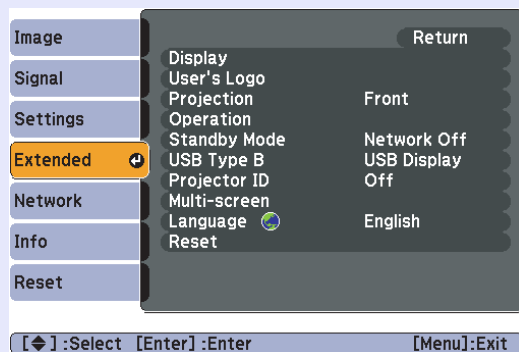 Image
Signal
Settings
Extended
Network
Info
Reset
Return
Display
User's Logo
Projection Front
Operation
Standby Mode Network Off
USB Type B USB Display
Projector ID Off
Multi-screen
Language English
Reset
[◆] :Select [Enter] :Enter [Menu]:Exit